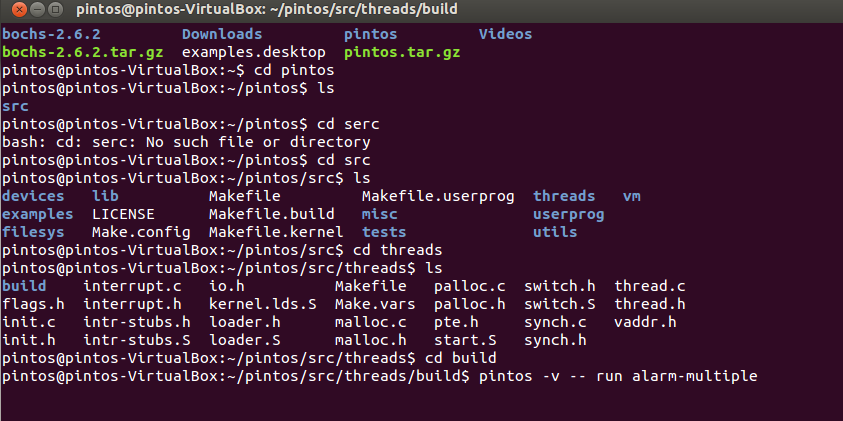 pintos@pintos-VirtualBox: ~/pintos/src/threads/build
bochs-2.6.2 Downloads pintos Videos
bochs-2.6.2.tar.gz examples.desktop pintos.tar.gz
pintos@pintos-VirtualBox:~$ cd pintos
pintos@pintos-VirtualBox:~/pintos$ ls
src
pintos@pintos-VirtualBox:~/pintos$ cd serc
bash: cd: serc: No such file or directory
pintos@pintos-VirtualBox:~/pintos$ cd src
pintos@pintos-VirtualBox:~/pintos/src$ ls
devices lib Makefile Makefile.userprog threads vm
examples LICENSE Makefile.build misc userprog
filesys Make.config Makefile.kernel tests utils
pintos@pintos-VirtualBox:~/pintos/src$ cd threads
pintos@pintos-VirtualBox:~/pintos/src/threads$ ls
build interrupt.c io.h Makefile palloc.c switch.h thread.c
flags.h interrupt.h kernel.lds.S Make.vars palloc.h switch.S thread.h
init.c intr-stubs.h loader.h malloc.c pte.h synch.c vaddr.h
init.h intr-stubs.S loader.S malloc.h start.S synch.h
pintos@pintos-VirtualBox:~/pintos/src/threads$ cd build
pintos@pintos-VirtualBox:~/pintos/src/threads/build$ pintos -v -- run alarm-multiple